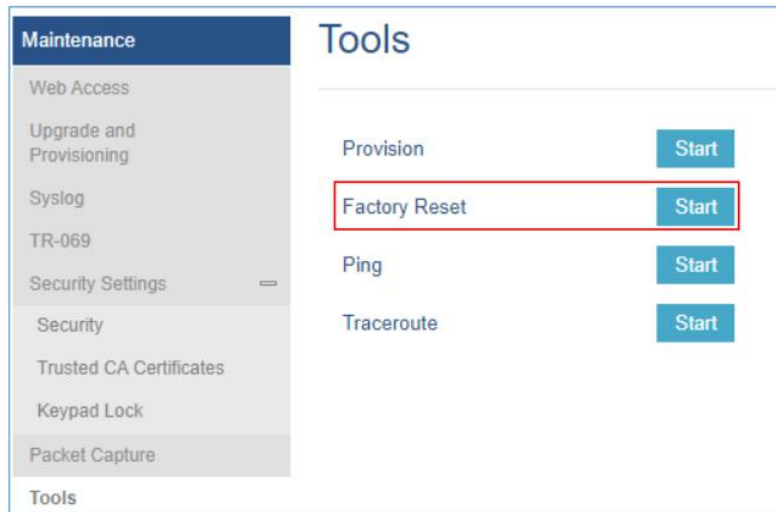 Maintenance
Web Access
Upgrade and
Provisioning
Syslog
TR-069
Security Settings
Security
Trusted CA Certificates
Keypad Lock
Packet Capture
Tools
Tools
Provision Start
Factory Reset Start
Ping Start
Traceroute Start